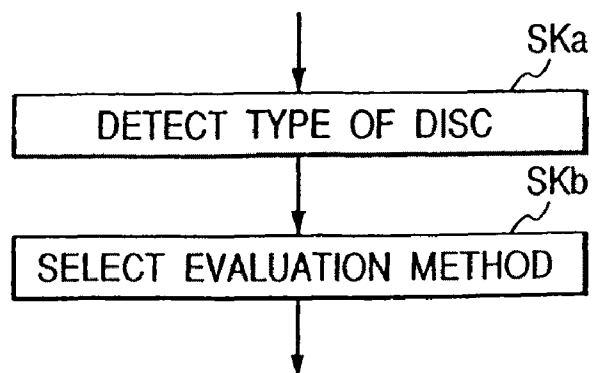 SKa
DETECT TYPE OF DISC
SKb
SELECT EVALUATION METHOD